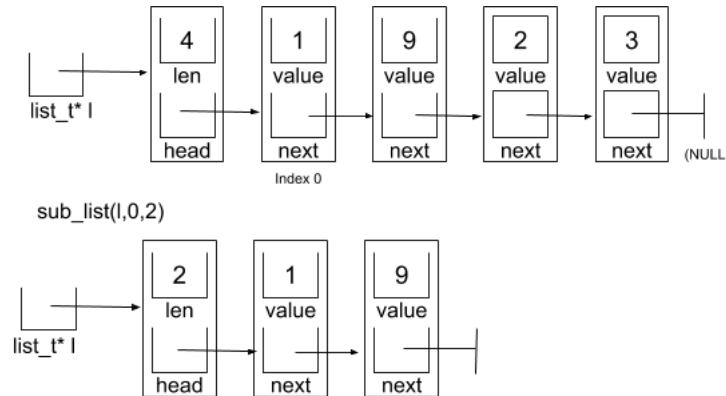 4 1 9 2 3
len value value value value
list_t* l
head next next next next
(NULL
Index 0
sub_list(l,0,2)
2 1 9
len value value
list_t* l
head next next